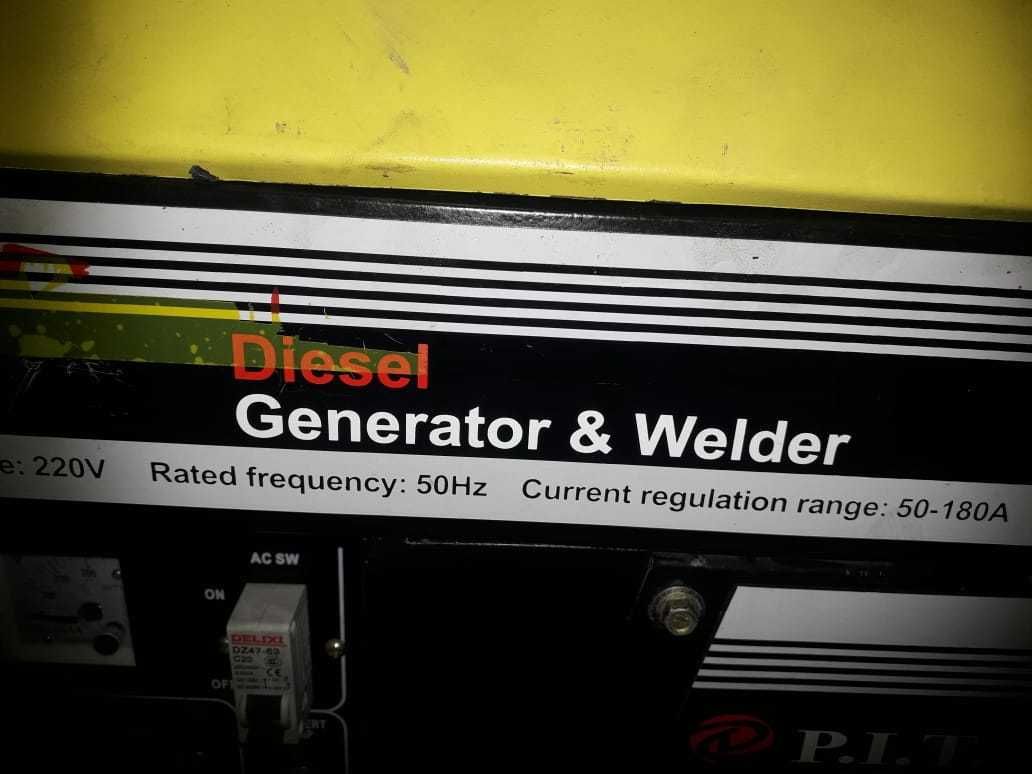 Diesel
Generator & Welder
e: 220V Rated frequency: 50Hz Current regulation range: 50-180A
AC SW
ON
DELIXI
DZ47-63
C20
OFF
P.I.T.